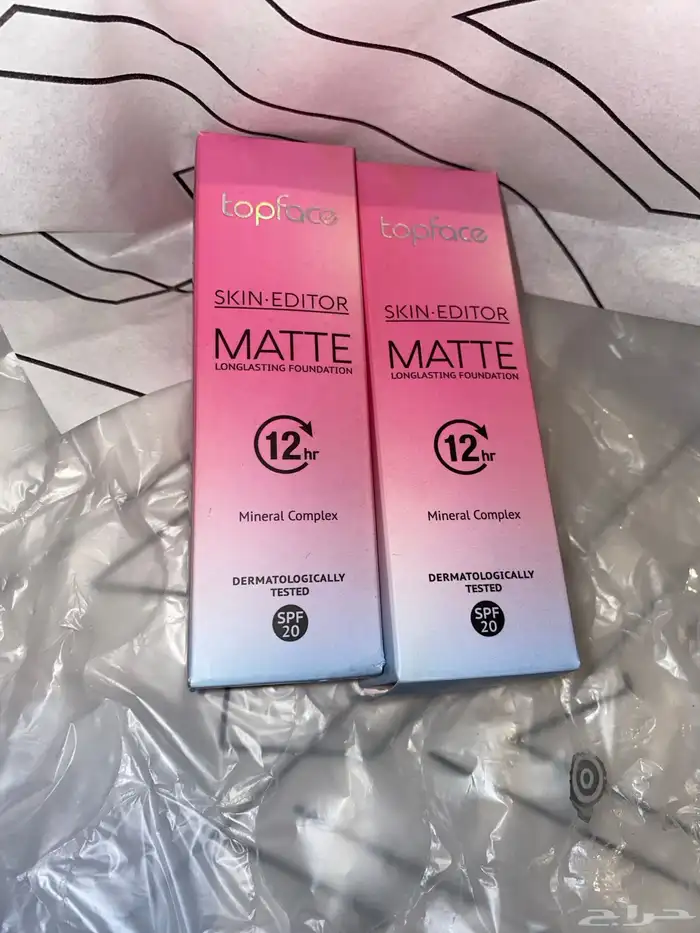 topface
SKIN·EDITOR
MATTE
LONGLASTING FOUNDATION
12hr
Mineral Complex
DERMATOLOGICALLY
TESTED
SPF
20
topface
SKIN·EDITOR
MATTE
LONGLASTING FOUNDATION
12hr
Mineral Complex
DERMATOLOGICALLY
TESTED
SPF
20
حراج